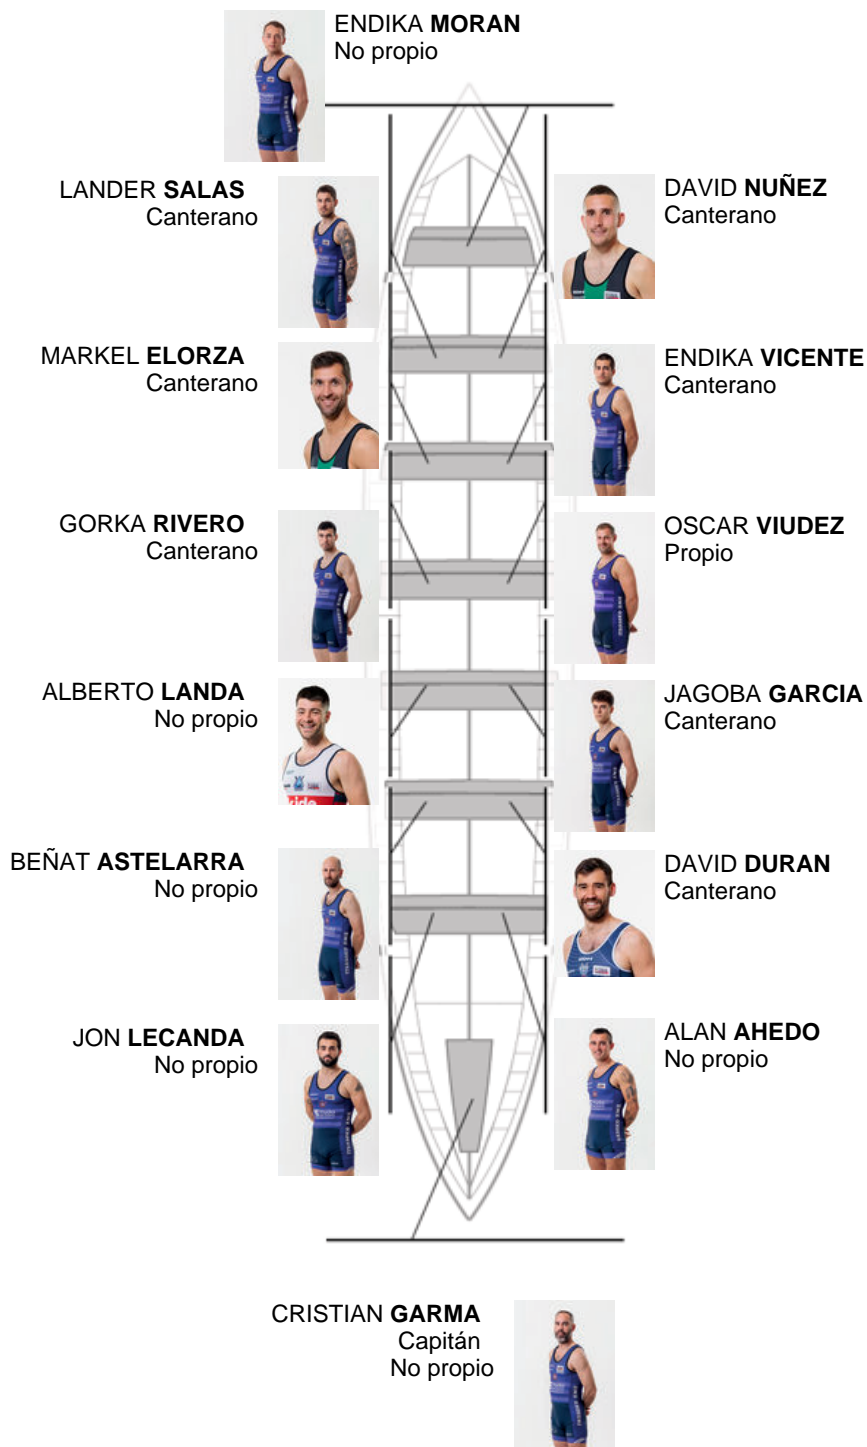 ENDIKA MORAN
No propio
LANDER SALAS
Canterano
DAVID NUÑEZ
Canterano
MARKEL ELORZA
Canterano
ENDIKA VICENTE
Canterano
GORKA RIVERO
Canterano
OSCAR VIUDEZ
Propio
ALBERTO LANDA
No propio
JAGOBA GARCIA
Canterano
BEÑAT ASTELARRA
No propio
DAVID DURAN
Canterano
JON LECANDA
No propio
ALAN AHEDO
No propio
CRISTIAN GARMA
Capitán
No propio